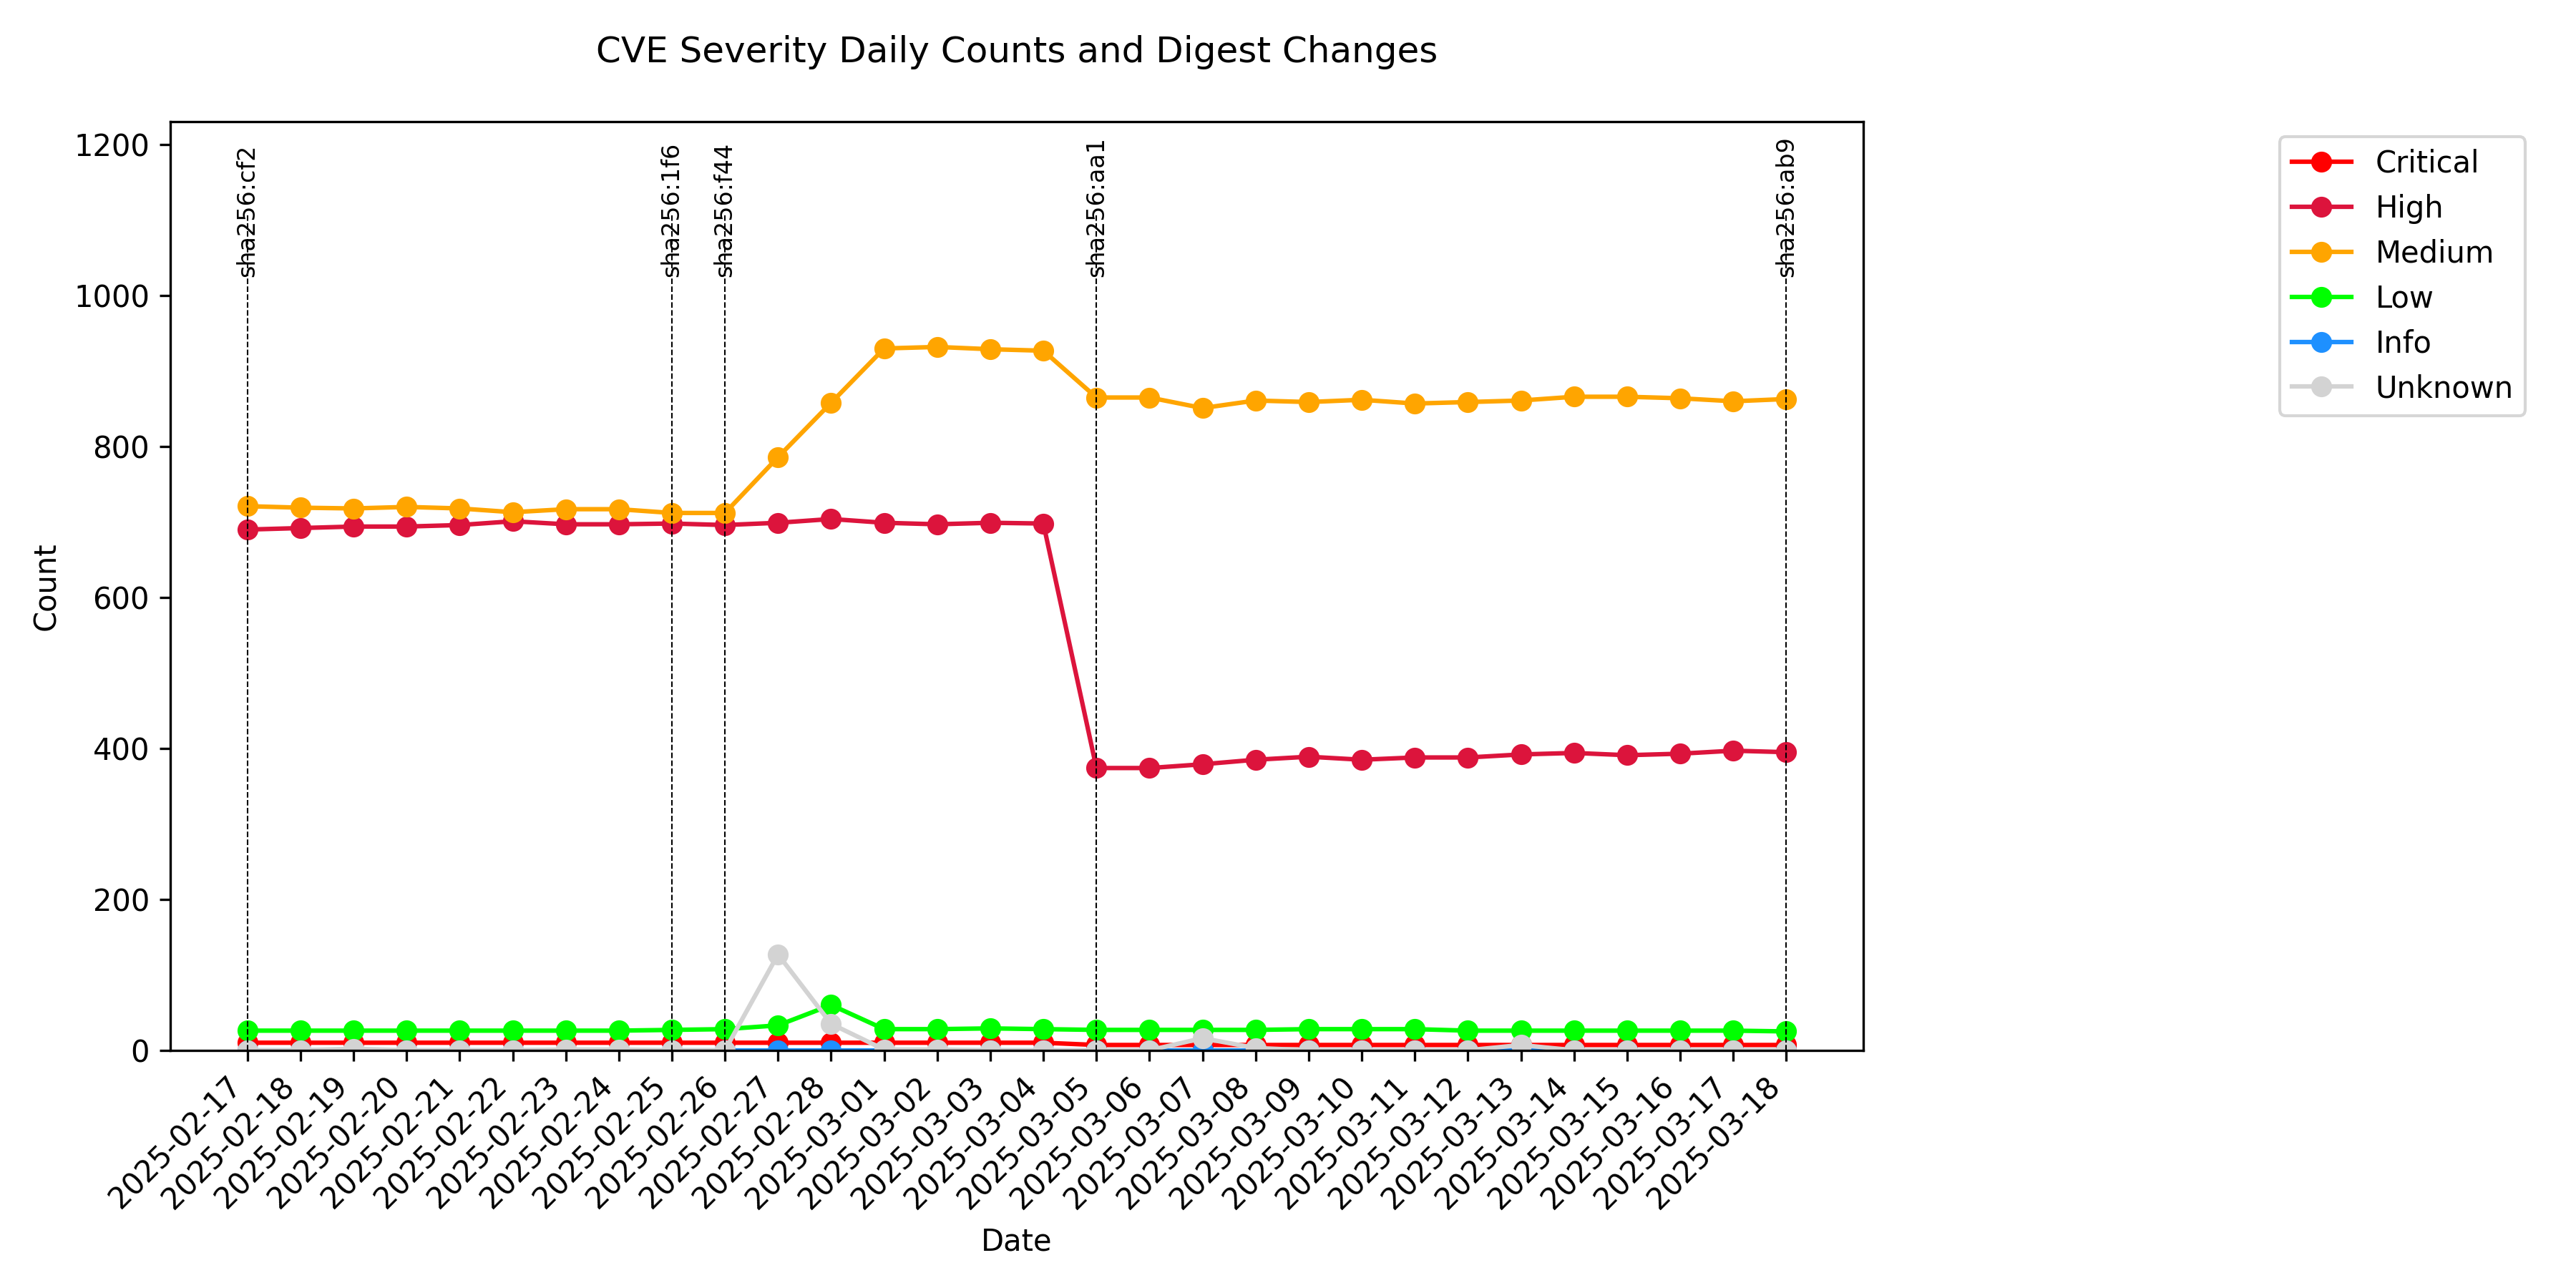 CVE Severity Daily Counts and Digest Changes
1200
1000
800
600
400
200
0
Count
sha256:cf2
sha256:1f6
sha256:f44
sha256:aa1
sha256:ab9
Critical
High
Medium
Low
Info
Unknown
2025-02-17
2025-02-18
2025-02-19
2025-02-20
2025-02-21
2025-02-22
2025-02-23
2025-02-24
2025-02-25
2025-02-26
2025-02-27
2025-02-28
2025-03-01
2025-03-02
2025-03-03
2025-03-04
2025-03-05
2025-03-06
2025-03-07
2025-03-08
2025-03-09
2025-03-10
2025-03-11
2025-03-12
2025-03-13
2025-03-14
2025-03-15
2025-03-16
2025-03-17
2025-03-18
Date